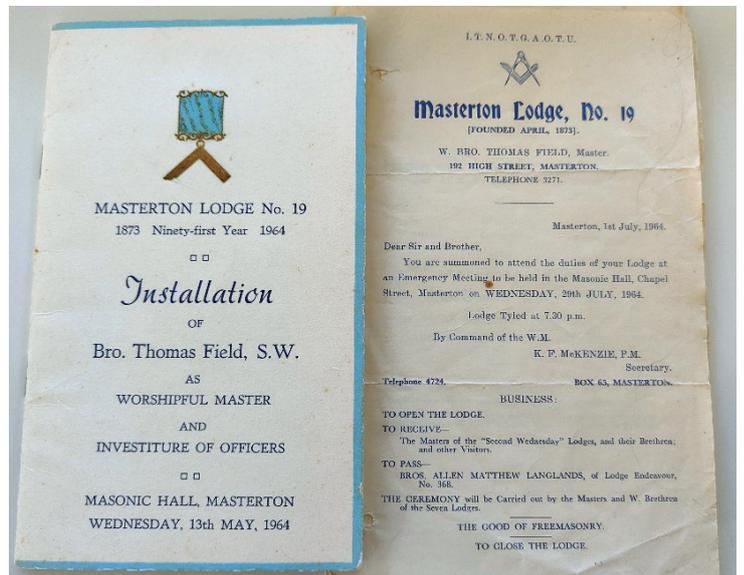 MASTERTON LODGE No. 19
1873 Ninety-first Year 1964
Installation
OF
Bro. Thomas Field, S.W.
AS
WORSHIPFUL MASTER
AND
INVESTITURE OF OFFICERS
MASONIC HALL, MASTERTON
WEDNESDAY, 13th MAY, 1964
I.T.N.O.T.G.A.O.T.U.
Masterton Lodge, No. 19
[FOUNDED APRIL, 1873].
W. BRO. THOMAS FIELD, Master.
192 HIGH STREET, MASTERTON.
TELEPHONE 3271.
Masterton, 1st July, 1964.
Dear Sir and Brother,
You are summoned to attend the duties of your Lodge at
an Emergency Meeting to be held in the Masonic Hall, Chapel
Street, Masterton on WEDNESDAY, 29th JULY, 1964.
Lodge Tyled at 7.30 p.m.
By Command of the W.M.
K. F. McKENZIE, P.M.
Secretary.
Telephone 4724. BOX 65, MASTERTON.
BUSINESS:
TO OPEN THE LODGE.
TO RECEIVE—
The Masters of the "Second Wednesday" Lodges, and their Brethren;
and other Visitors.
TO PASS—
BROS. ALLEN MATTHEW LANGLANDS, of Lodge Endeavour,
No. 368.
THE CEREMONY will be Carried out by the Masters and W. Brethren
of the Seven Lodges.
THE GOOD OF FREEMASONRY.
TO CLOSE THE LODGE.